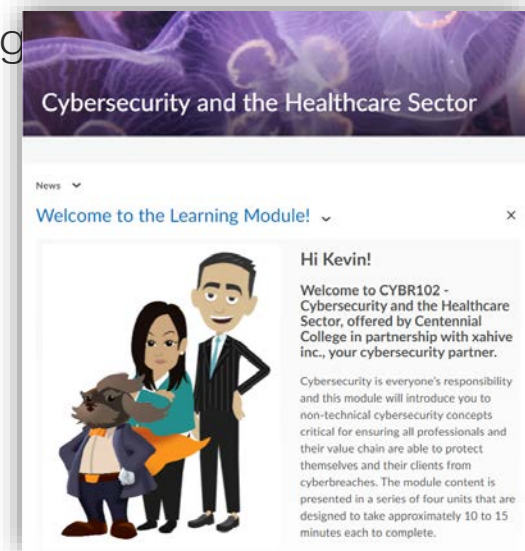 g
Cybersecurity and the Healthcare Sector
News
Welcome to the Learning Module!
Hi Kevin!
Welcome to CYBR102 -
Cybersecurity and the Healthcare
Sector, offered by Centennial
College in partnership with xahive
inc., your cybersecurity partner.
Cybersecurity is everyone's responsibility
and this module will introduce you to
non-technical cybersecurity concepts
critical for ensuring all professionals and
their value chain are able to protect
themselves and their clients from
cyberbreaches. The module content is
presented in a series of four units that are
designed to take approximately 10 to 15
minutes each to complete.